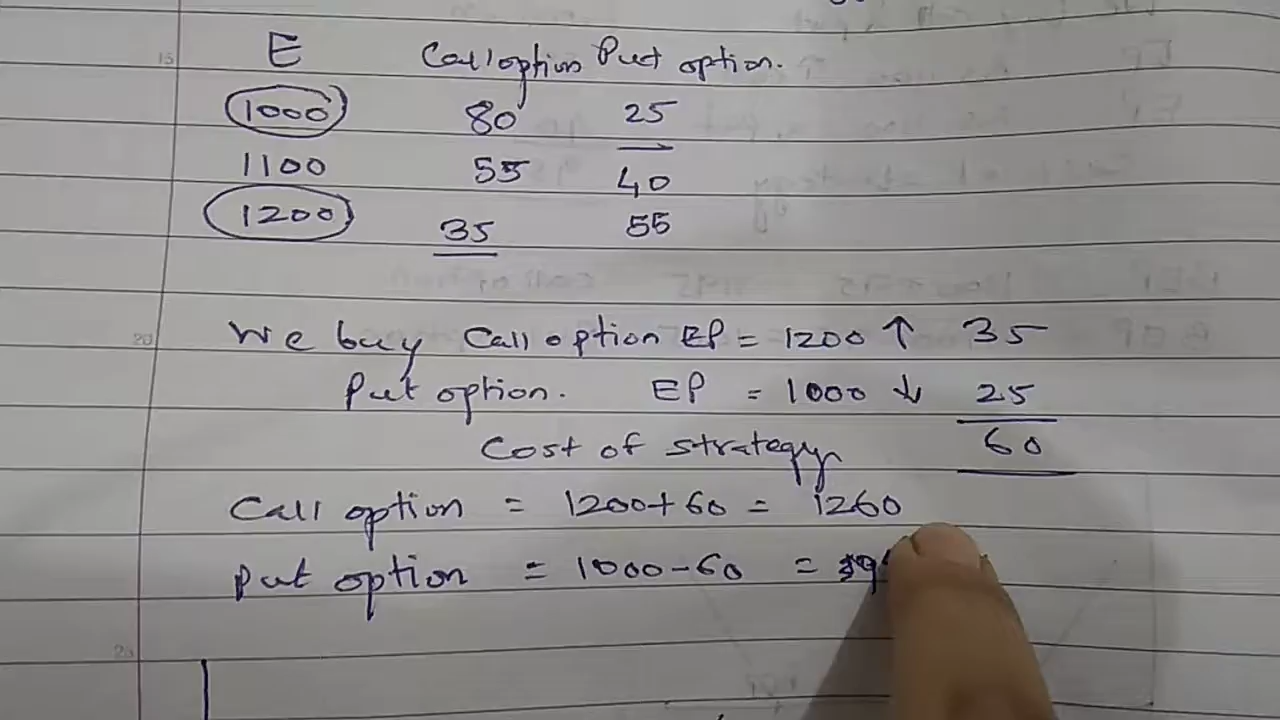 E Call option Put option.
1000 80 25
1100 55 40
1200 35 55
We buy Call option EP = 1200 ↑ 35
Put option. EP = 1000 ↓ 25
60
Cost of strategy
Call option = 1200+60 = 1260
Put option = 1000-60 =
15
20